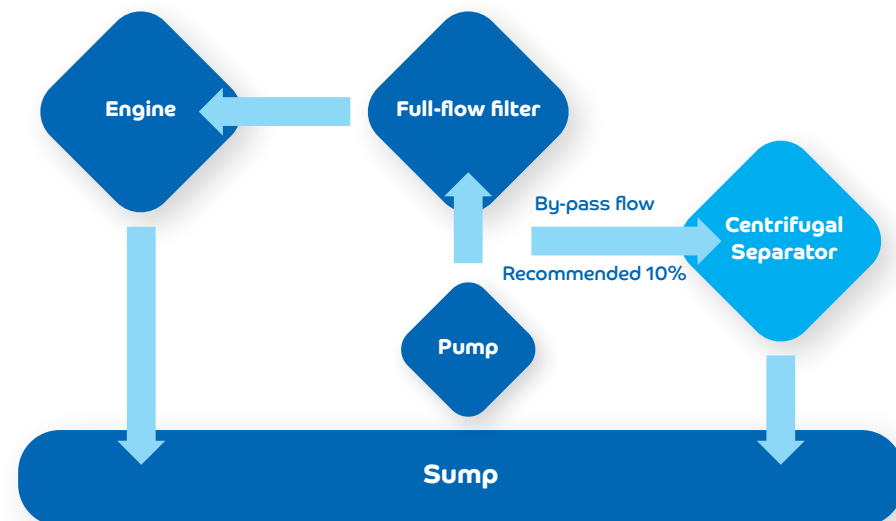 Engine
Full-flow filter
By-pass flow
Centrifugal
Separator
Recommended 10%
Pump
Sump